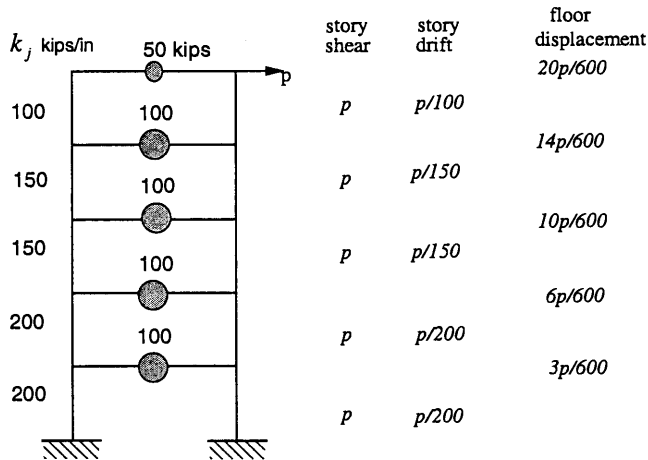 k_j kips/in
50 kips
story shear
story drift
floor displacement
p
20p/600
100
100
p
p/100
14p/600
150
100
p
p/150
10p/600
150
100
p
p/150
6p/600
200
100
p
p/200
3p/600
200
p
p/200